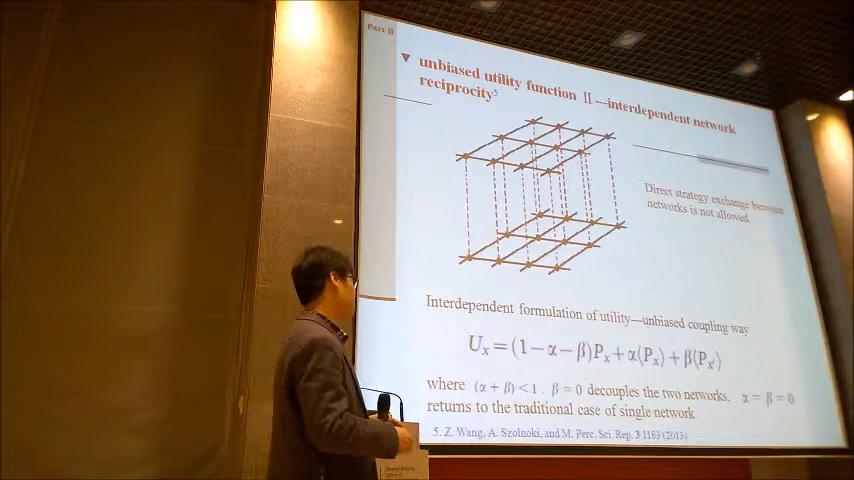 Part II
▼ unbiased utility function Ⅱ—interdependent network
reciprocity⁵
Direct strategy exchange between
networks is not allowed.
Interdependent formulation of utility—unbiased coupling way
Uₓ=(1−α−β)Pₓ+α⟨Pₓ⟩+β⟨Pₓ'⟩
where (α+β)<1. β=0 decouples the two networks, α=β=0
returns to the traditional case of single network
5. Z. Wang, A. Szolnoki, and M. Perc, Sci. Rep. 3 1183 (2013)